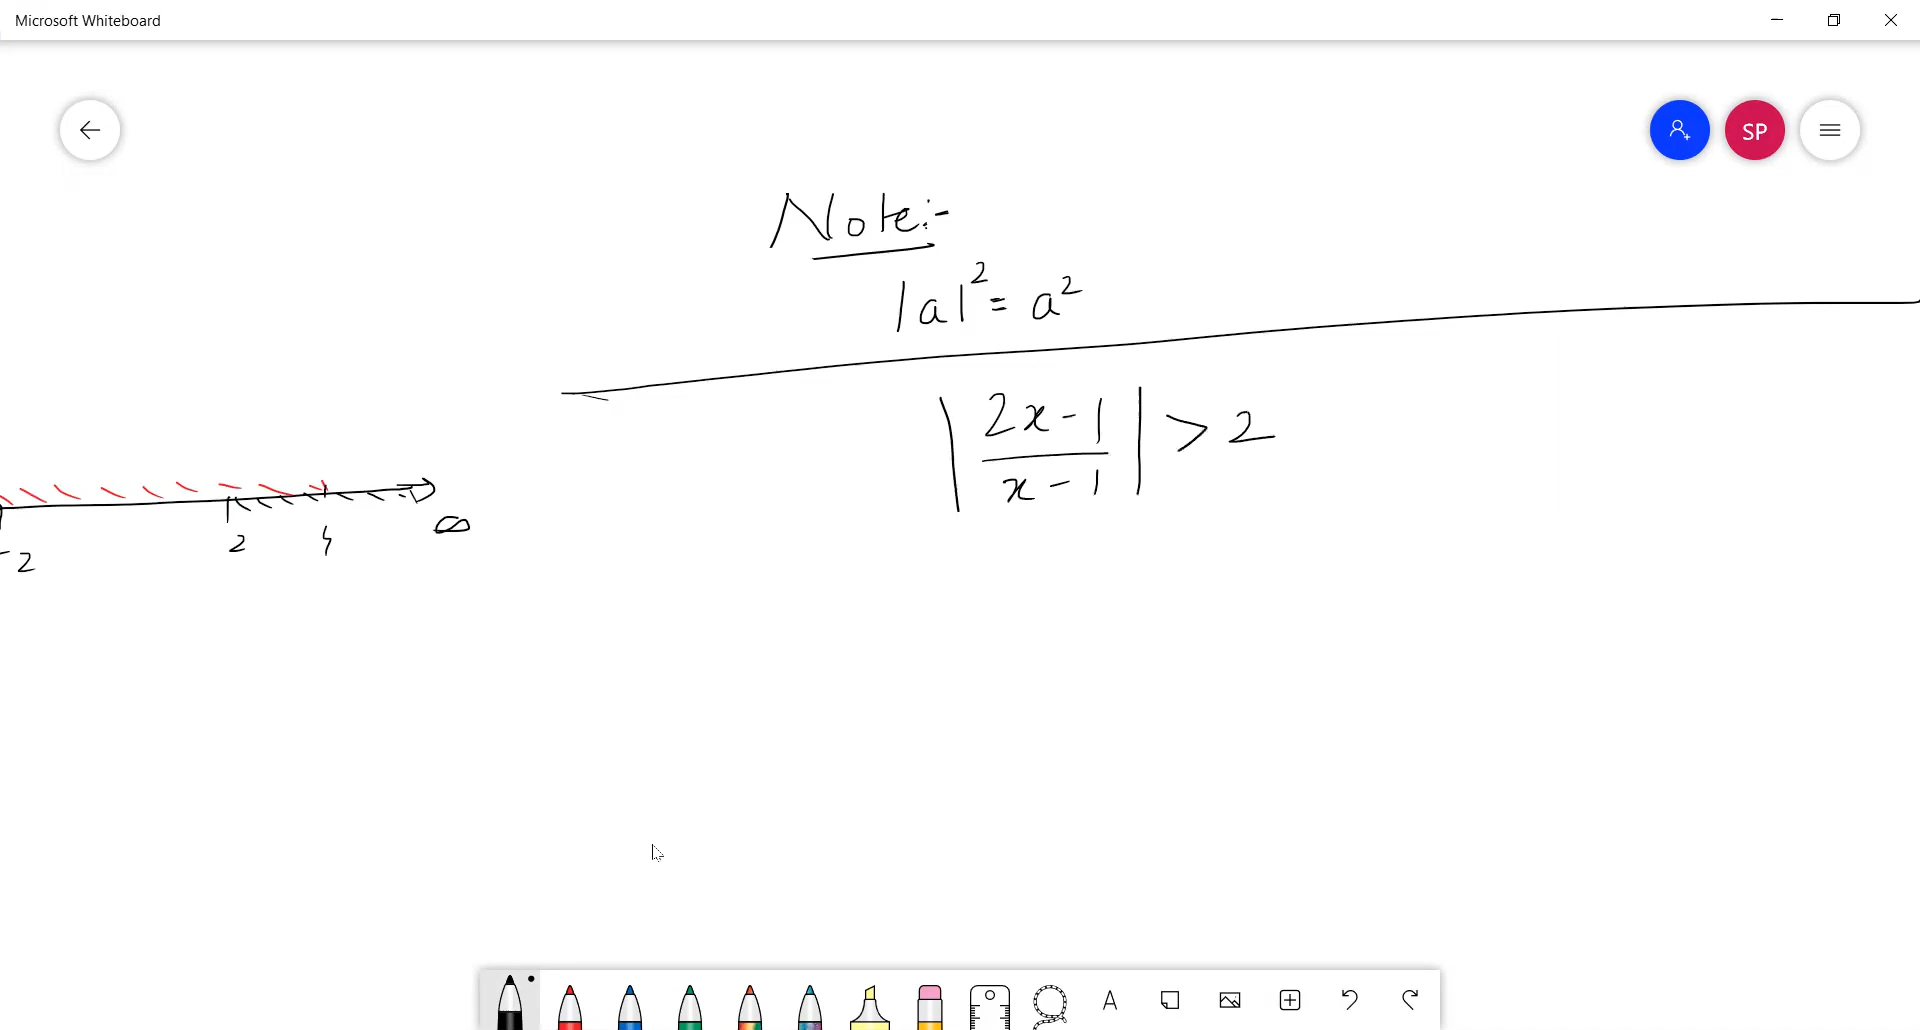 Microsoft Whiteboard
SP
Note:-
|a|² = a²
|2x-1 / x-1| > 2
-2 2 4 ∞
A